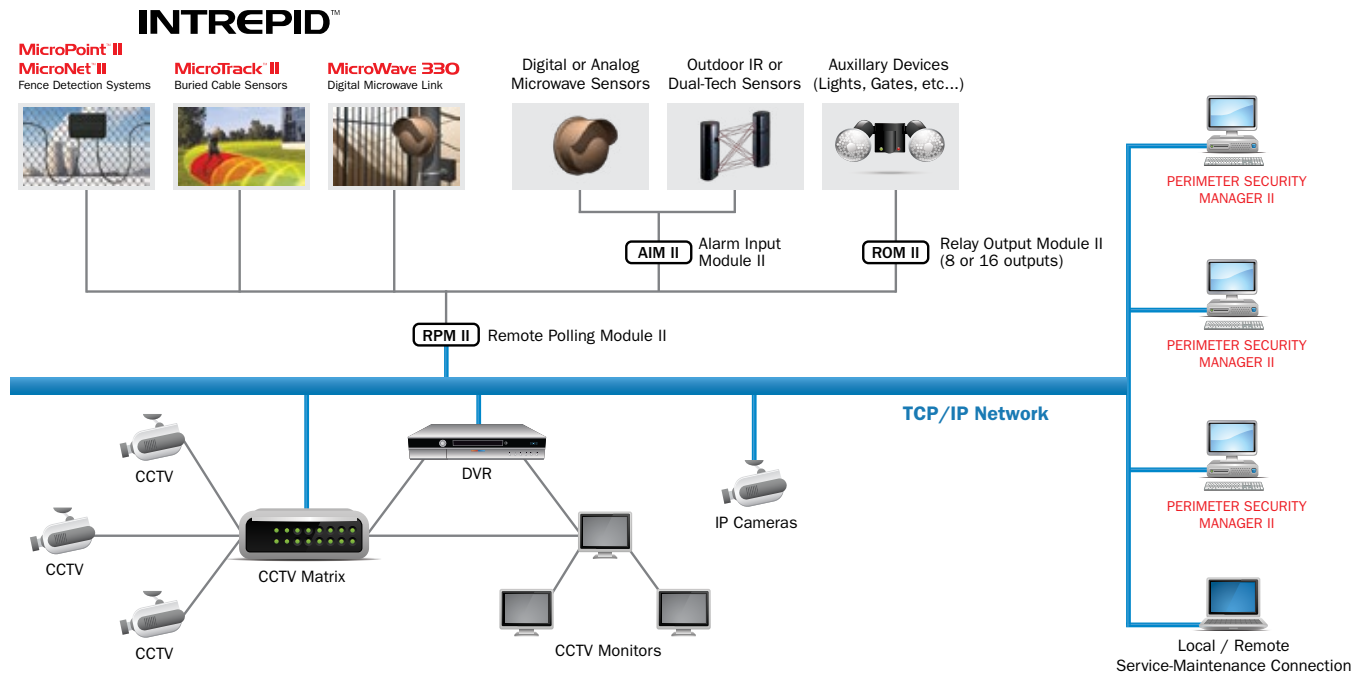 INTREPID™
MicroPoint™ II
MicroNet™ II
Fence Detection Systems
MicroTrack™ II
Buried Cable Sensors
MicroWave 330
Digital Microwave Link
Digital or Analog
Microwave Sensors
Outdoor IR or
Dual-Tech Sensors
Auxillary Devices
(Lights, Gates, etc...)
AIM II
Alarm Input
Module II
ROM II
Relay Output Module II
(8 or 16 outputs)
RPM II
Remote Polling Module II
TCP/IP Network
PERIMETER SECURITY
MANAGER II
PERIMETER SECURITY
MANAGER II
PERIMETER SECURITY
MANAGER II
Local / Remote
Service-Maintenance Connection
CCTV
CCTV
CCTV
CCTV Matrix
DVR
IP Cameras
CCTV Monitors